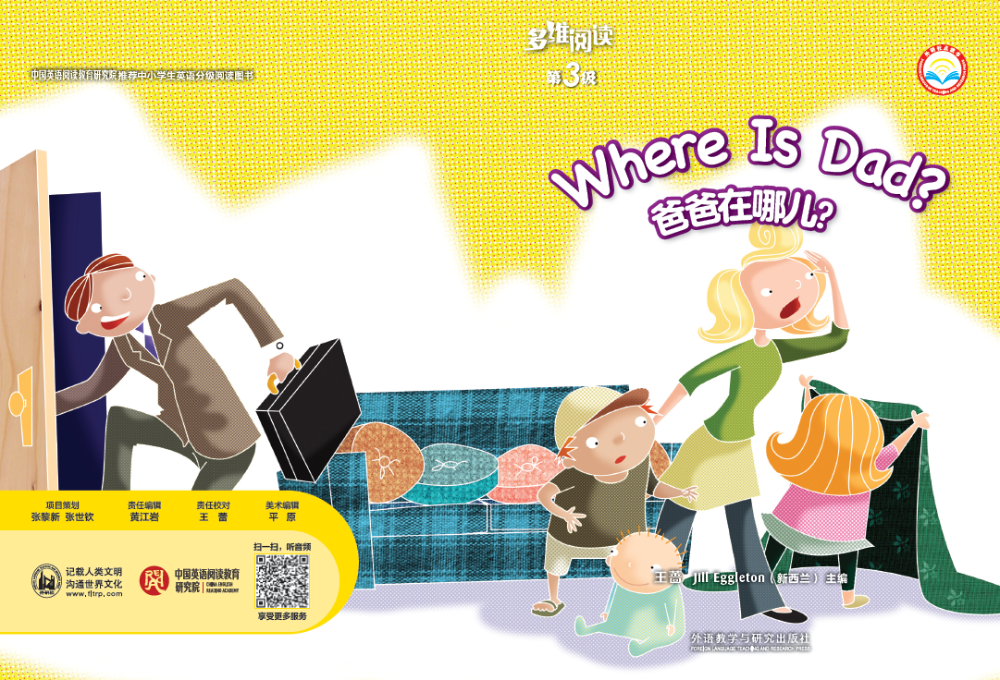 中国英语阅读教育研究院 推荐中小学生英语分级阅读图书
多维阅读
第3级
Where Is Dad?
爸爸在哪儿?
王蔷 Jill Eggleton（新西兰） 主编
外语教学与研究出版社
FOREIGN LANGUAGE TEACHING AND RESEARCH PRESS
项目策划 责任编辑 责任校对 美术编辑
张黎新 张世钦 黄江岩 王 蕾 平 原
记载人类文明
沟通世界文化
www.fltrp.com
外研社
中国英语阅读教育
研究院
CHINA ENGLISH
READING ACADEMY
扫一扫，听音频
享受更多服务